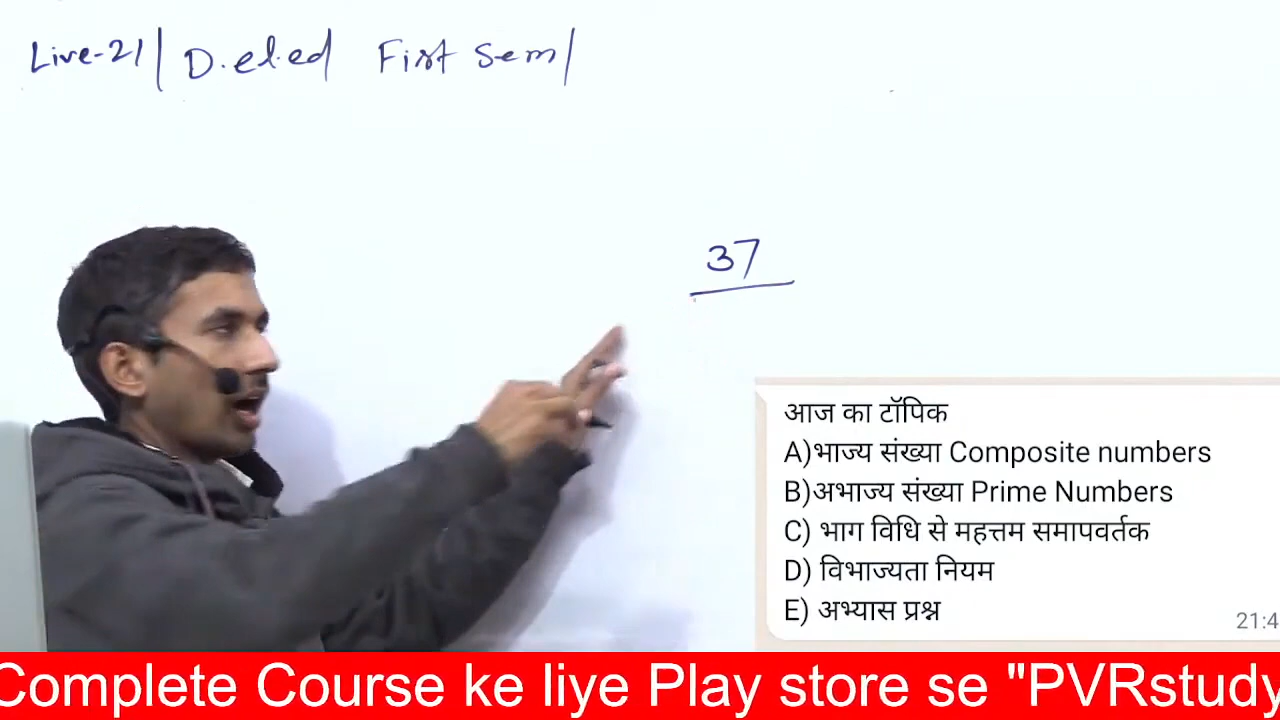 Live-21/ D.el.ed First Sem/
37
आज का टॉपिक
A)भाज्य संख्या Composite numbers
B)अभाज्य संख्या Prime Numbers
C) भाग विधि से महत्तम समापवर्तक
D) विभाज्यता नियम
E) अभ्यास प्रश्न
21:4
Complete Course ke liye Play store se "PVRstudy